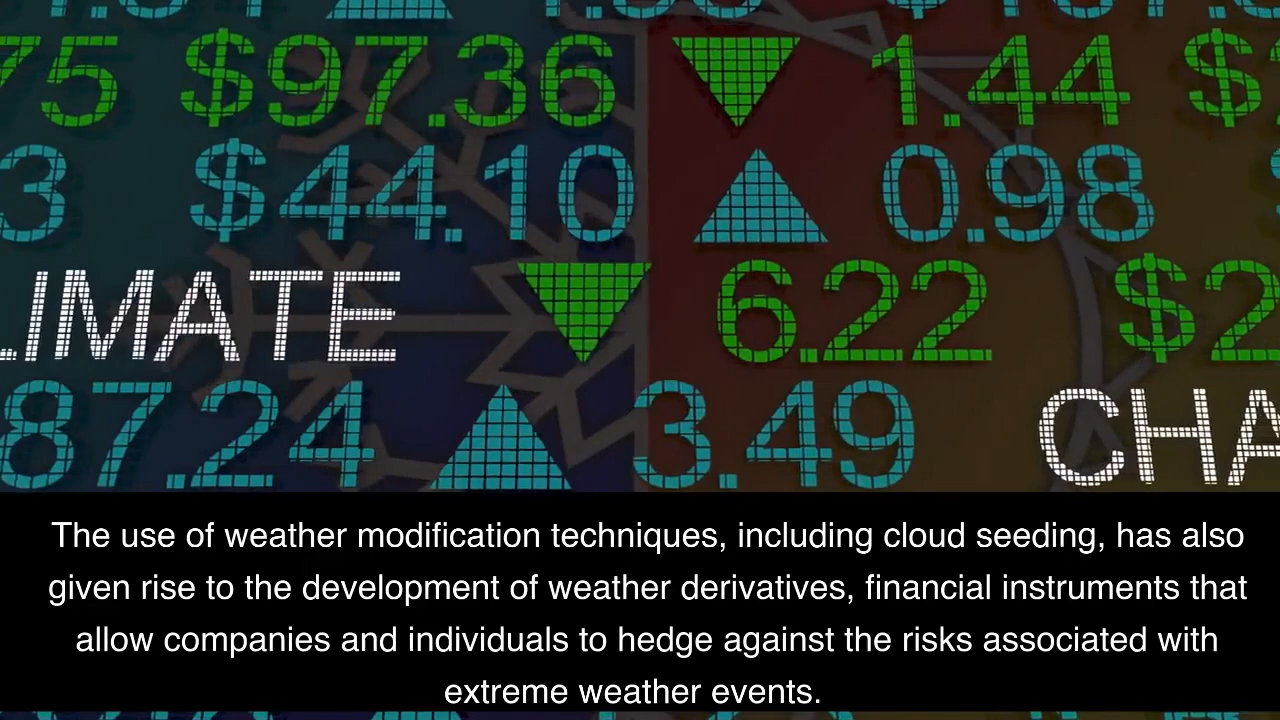 75 $97.36 1.44
3 $44.10 0.98
LIMATE 6.22 $2
87.24 3.49 CHA
The use of weather modification techniques, including cloud seeding, has also
given rise to the development of weather derivatives, financial instruments that
allow companies and individuals to hedge against the risks associated with
extreme weather events.